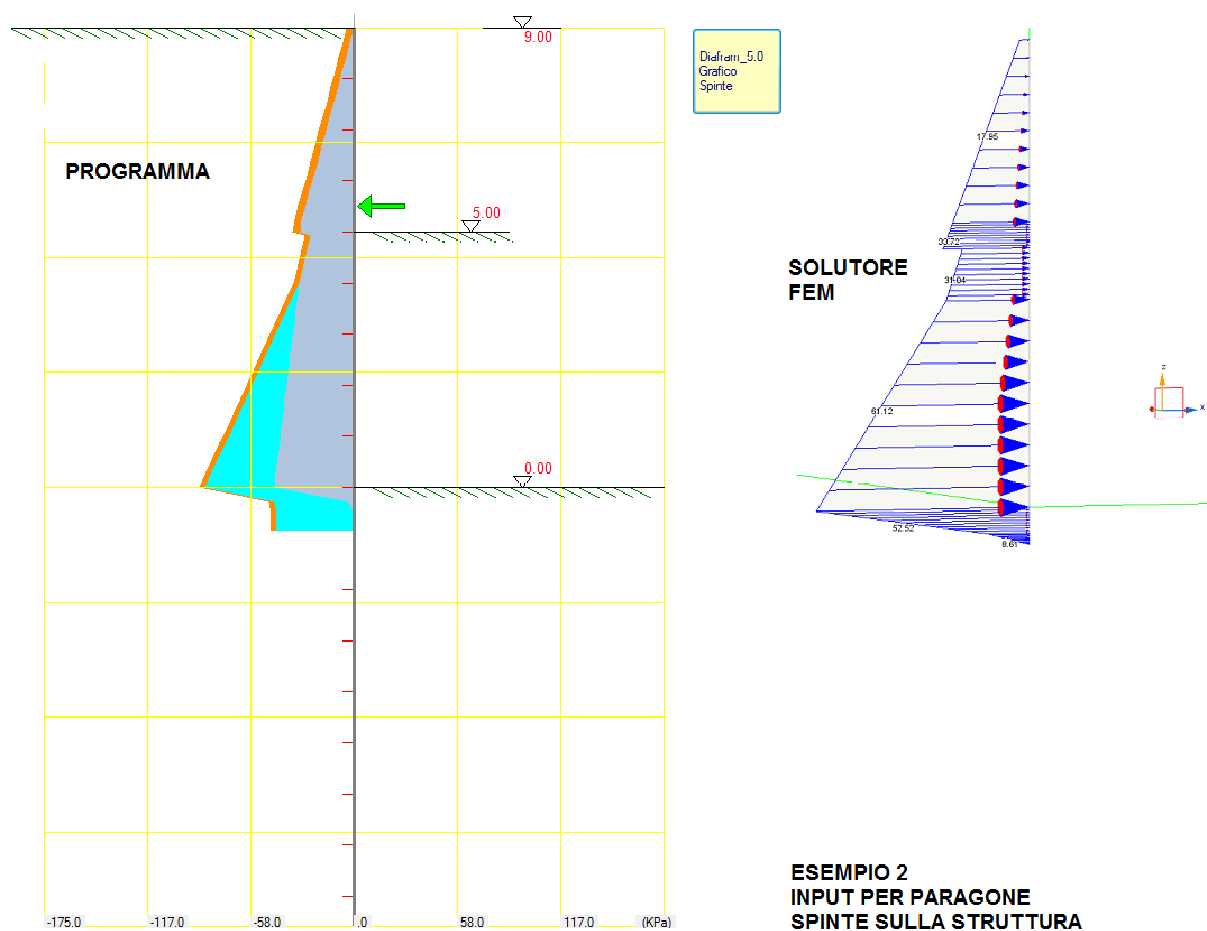 9.00
Diafram_5.0
Grafico
Spinte
17.95
PROGRAMMA
5.00
33.72
SOLUTORE
FEM
31.04
z
x
61.12
0.00
52.52
8.61
ESEMPIO 2
INPUT PER PARAGONE
SPINTE SULLA STRUTTURA
-175.0 -117.0 -58.0 .0 58.0 117.0 (KPa)